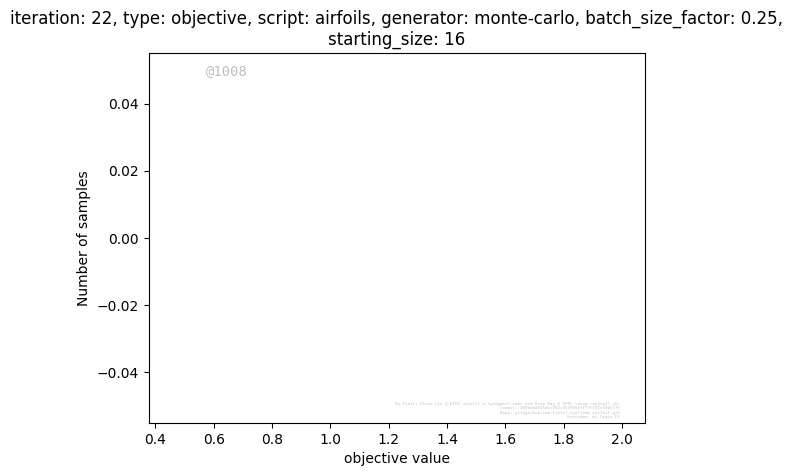 iteration: 22, type: objective, script: airfoils, generator: monte-carlo, batch_size_factor: 0.25,
starting_size: 16
@1008
0.04
0.02
0.00
−0.02
−0.04
Number of samples
0.4 0.6 0.8 1.0 1.2 1.4 1.6 1.8 2.0
objective value